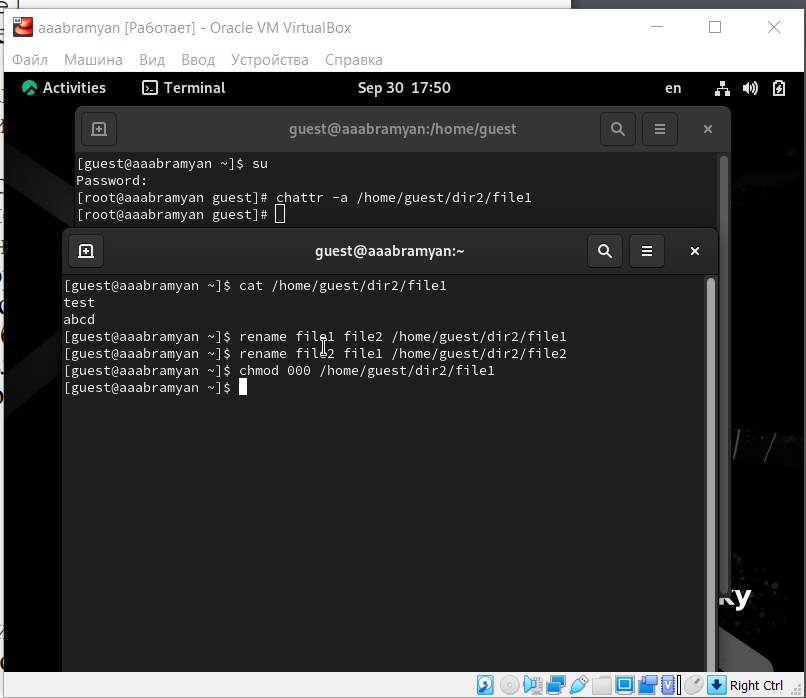 aaabramyan [Работает] - Oracle VM VirtualBox
Файл Машина Вид Ввод Устройства Справка
Activities Terminal Sep 30 17:50 en
guest@aaabramyan:/home/guest
[guest@aaabramyan ~]$ su
Password:
[root@aaabramyan guest]# chattr -a /home/guest/dir2/file1
[root@aaabramyan guest]#
guest@aaabramyan:~
[guest@aaabramyan ~]$ cat /home/guest/dir2/file1
test
abcd
[guest@aaabramyan ~]$ rename file1 file2 /home/guest/dir2/file1
[guest@aaabramyan ~]$ rename file2 file1 /home/guest/dir2/file2
[guest@aaabramyan ~]$ chmod 000 /home/guest/dir2/file1
[guest@aaabramyan ~]$
ky
Right Ctrl